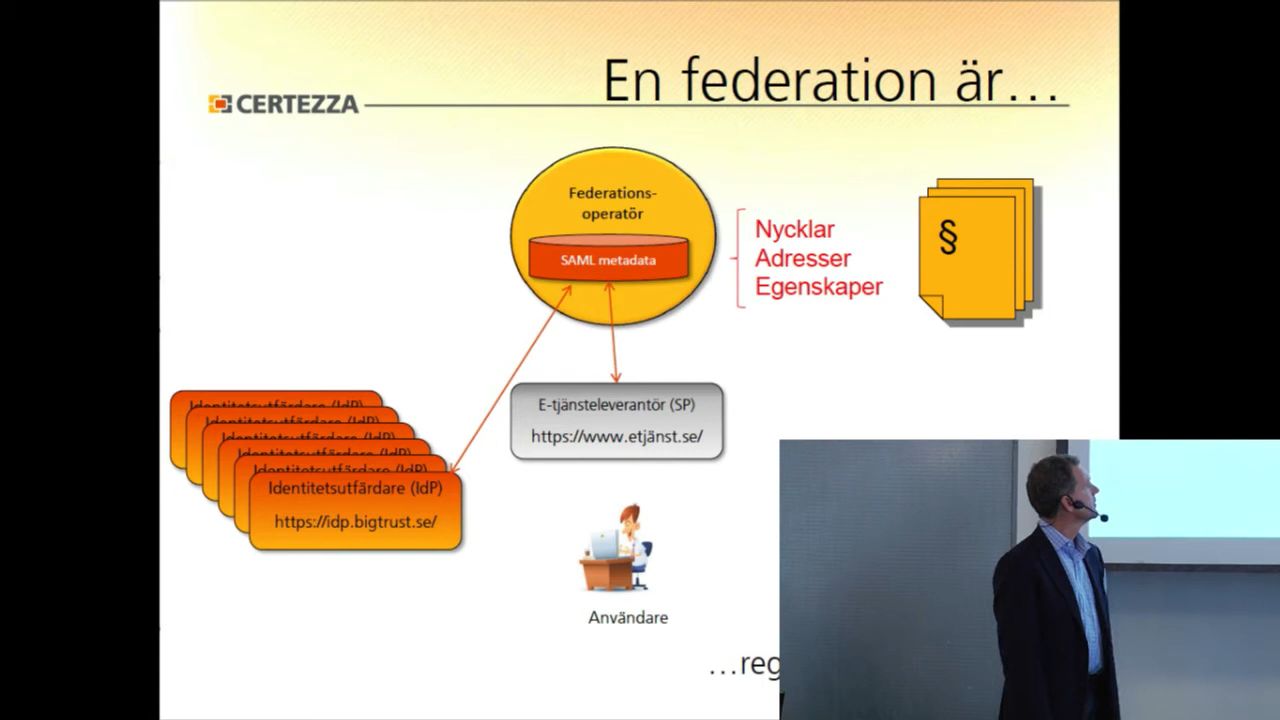 En federation är...
CERTEZZA
Federations-
operatör
SAML metadata
Nycklar
Adresser
Egenskaper
§
E-tjänsteleverantör (SP)
https://www.etjänst.se/
Identitetsutfärdare (IdP)
Identitetsutfärdare (IdP)
Identitetsutfärdare (IdP)
Identitetsutfärdare (IdP)
Identitetsutfärdare (IdP)
Identitetsutfärdare (IdP)
https://idp.bigtrust.se/
Användare
...reg